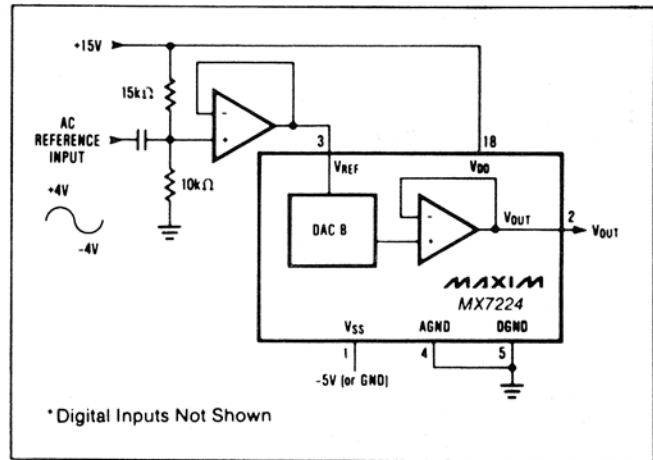 +15V
15kΩ
AC
REFERENCE
INPUT
10kΩ
+4V
-4V
-
+
3
18
VREF
VDD
DAC B
-
+
VOUT
2
VOUT
MAXIM
MX7224
VSS
AGND
DGND
1
4
5
-5V (or GND)
*Digital Inputs Not Shown